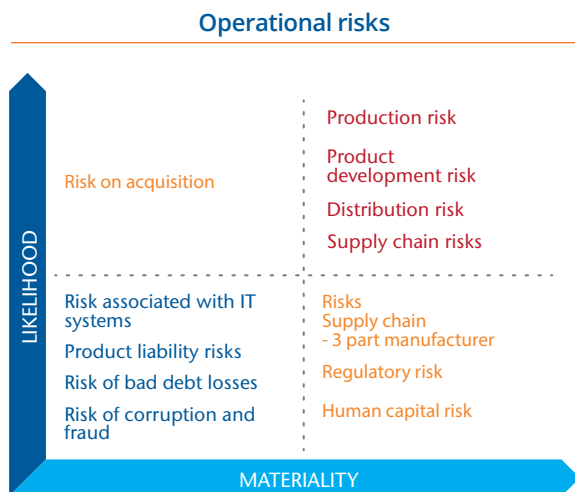 Operational risks
LIKELIHOOD
Risk on acquisition
Production risk
Product
development risk
Distribution risk
Supply chain risks
Risk associated with IT
systems
Product liability risks
Risk of bad debt losses
Risk of corruption and
fraud
Risks
Supply chain
- 3 part manufacturer
Regulatory risk
Human capital risk
MATERIALITY